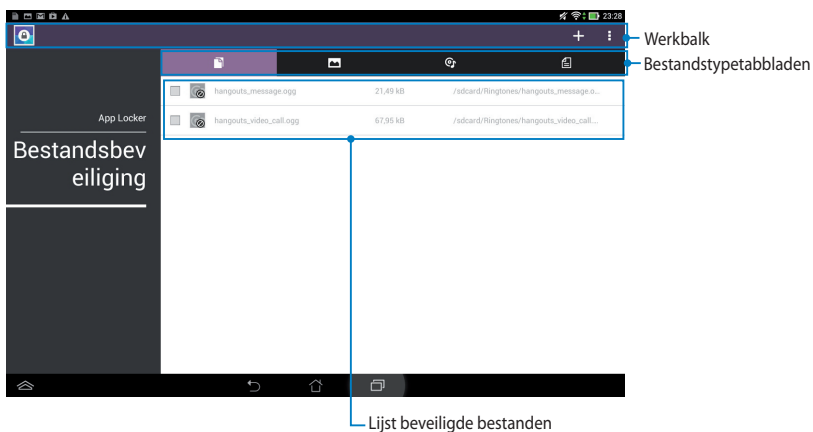 23:28
Werkbalk
Bestandstypetabbladen
hangouts_message.ogg 21,49 kB /sdcard/Ringtones/hangouts_message.o...
hangouts_video_call.ogg 67,95 kB /sdcard/Ringtones/hangouts_video_call...
App Locker
Bestandsbev
eiliging
Lijst beveiligde bestanden